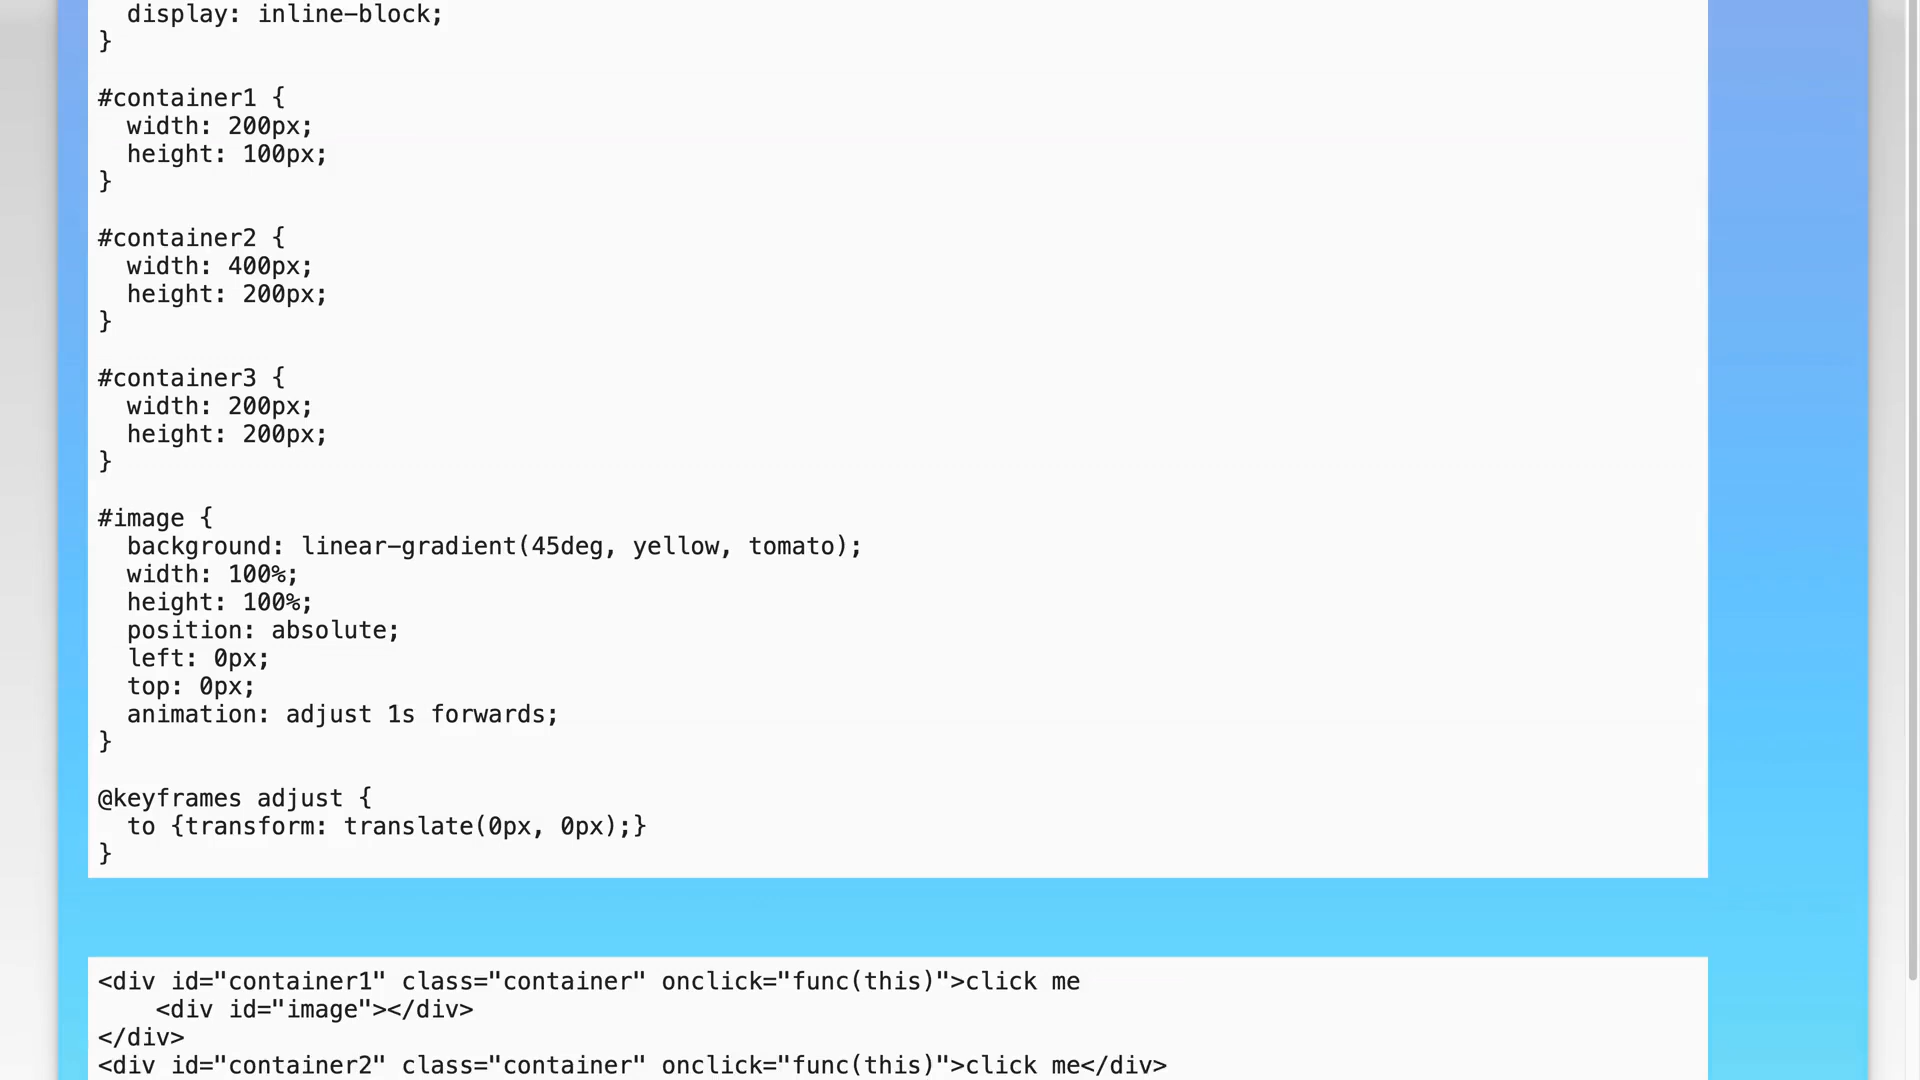 display: inline-block;
}

#container1 {
  width: 200px;
  height: 100px;
}

#container2 {
  width: 400px;
  height: 200px;
}

#container3 {
  width: 200px;
  height: 200px;
}

#image {
  background: linear-gradient(45deg, yellow, tomato);
  width: 100%;
  height: 100%;
  position: absolute;
  left: 0px;
  top: 0px;
  animation: adjust 1s forwards;
}

@keyframes adjust {
  to {transform: translate(0px, 0px);}
}

<div id="container1" class="container" onclick="func(this)">click me
    <div id="image"></div>
</div>
<div id="container2" class="container" onclick="func(this)">click me</div>